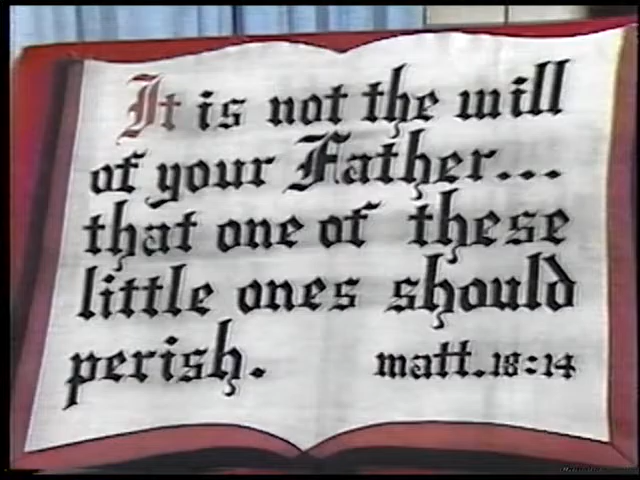 It is not the will
of your Father...
that one of these
little ones should
perish. matt.18:14